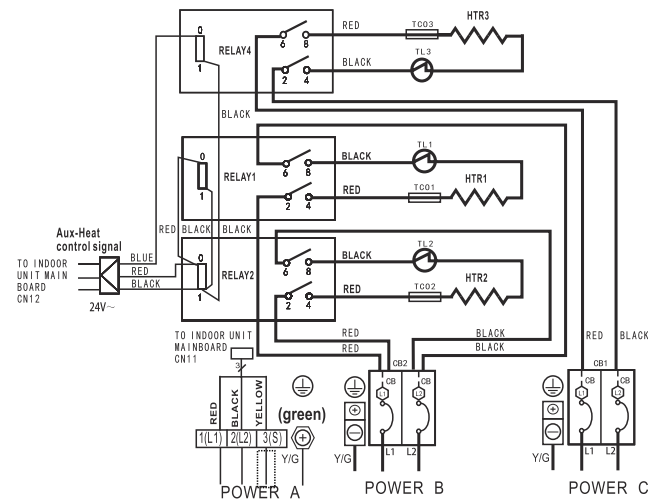 RED
TCO3
HTR3
0
6
8
RELAY4
1
2
4
BLACK
TL3
BLACK
0
6
8
BLACK
TL1
RELAY1
HTR1
1
2
4
RED
TCO1
RED
BLACK
BLACK
Aux-Heat
control signal
0
6
8
BLACK
TL2
TO INDOOR
UNIT MAIN
BOARD
CN12
BLUE
RED
BLACK
RELAY2
HTR2
1
2
4
RED
TCO2
24V~
TO INDOOR UNIT
MAINBOARD
CN11
RED
RED
BLACK
BLACK
RED
BLACK
3
CB2
CB1
CB
CB
CB
CB
L1
L2
L1
L2
RED
BLACK
YELLOW
(green)
1(L1)
2(L2)
3(S)
Y/G
Y/G
L1
L2
Y/G
L1
L2
POWER A
POWER B
POWER C